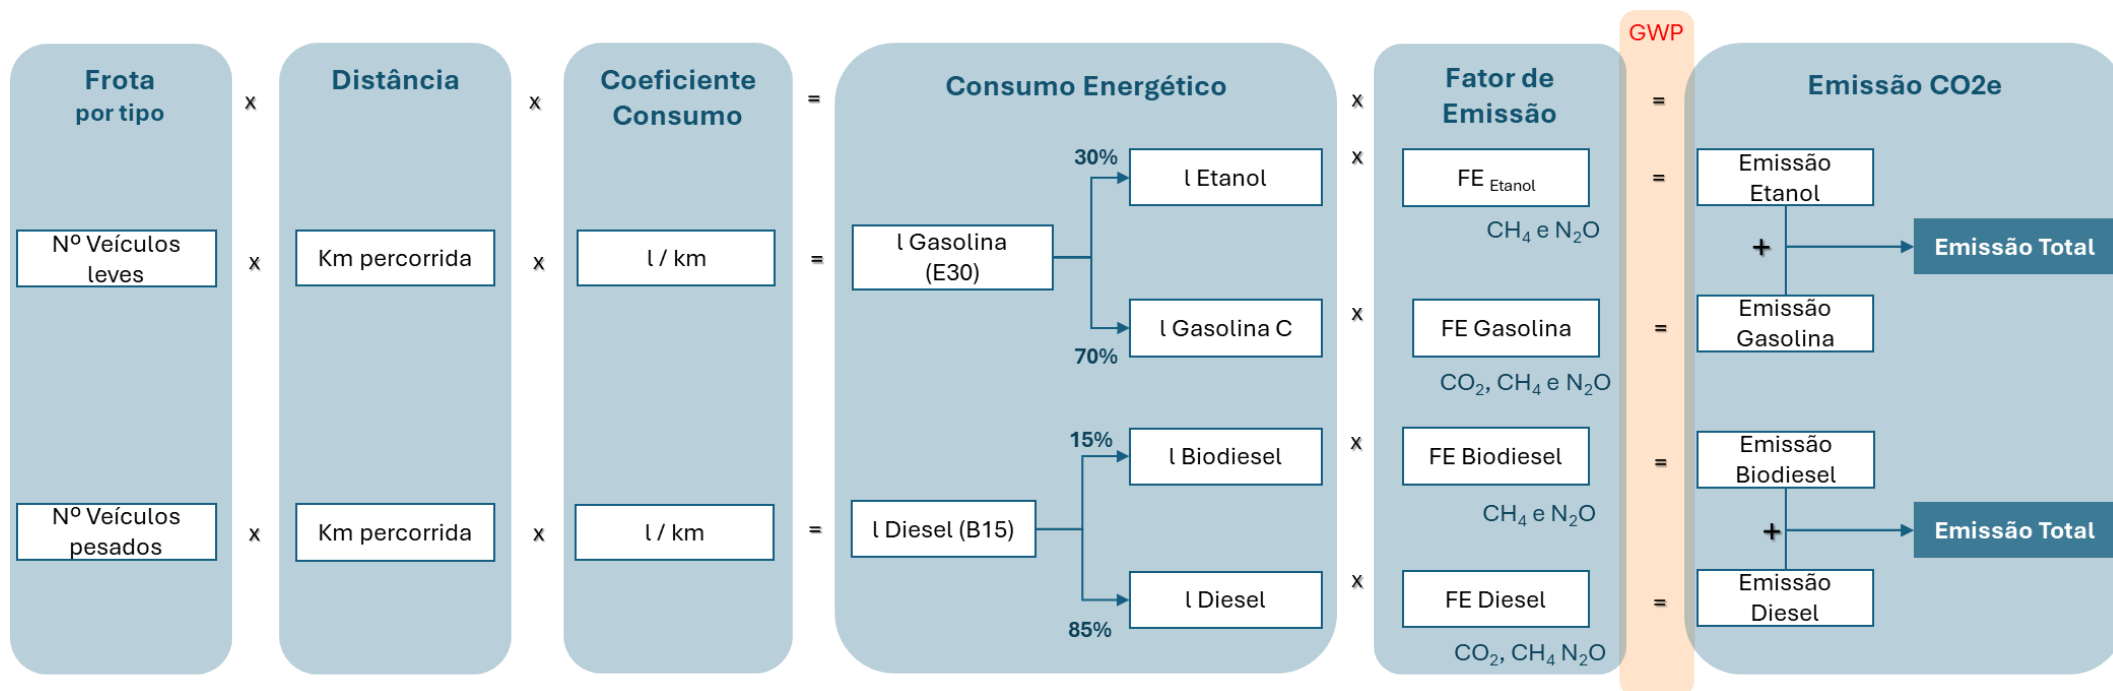 GWP
Frota
por tipo
x
Distância
x
Coeficiente
Consumo
=
Consumo Energético
x
Fator de
Emissão
=
Emissão CO2e
30%
l Etanol
x
FE Etanol
CH₄ e N₂O
=
Emissão
Etanol
Nº Veículos
leves
x
Km percorrida
x
l / km
=
l Gasolina
(E30)
+
Emissão Total
70%
l Gasolina C
x
FE Gasolina
CO₂, CH₄ e N₂O
=
Emissão
Gasolina
15%
l Biodiesel
x
FE Biodiesel
CH₄ e N₂O
=
Emissão
Biodiesel
Nº Veículos
pesados
x
Km percorrida
x
l / km
=
l Diesel (B15)
+
Emissão Total
85%
l Diesel
x
FE Diesel
CO₂, CH₄ N₂O
=
Emissão
Diesel